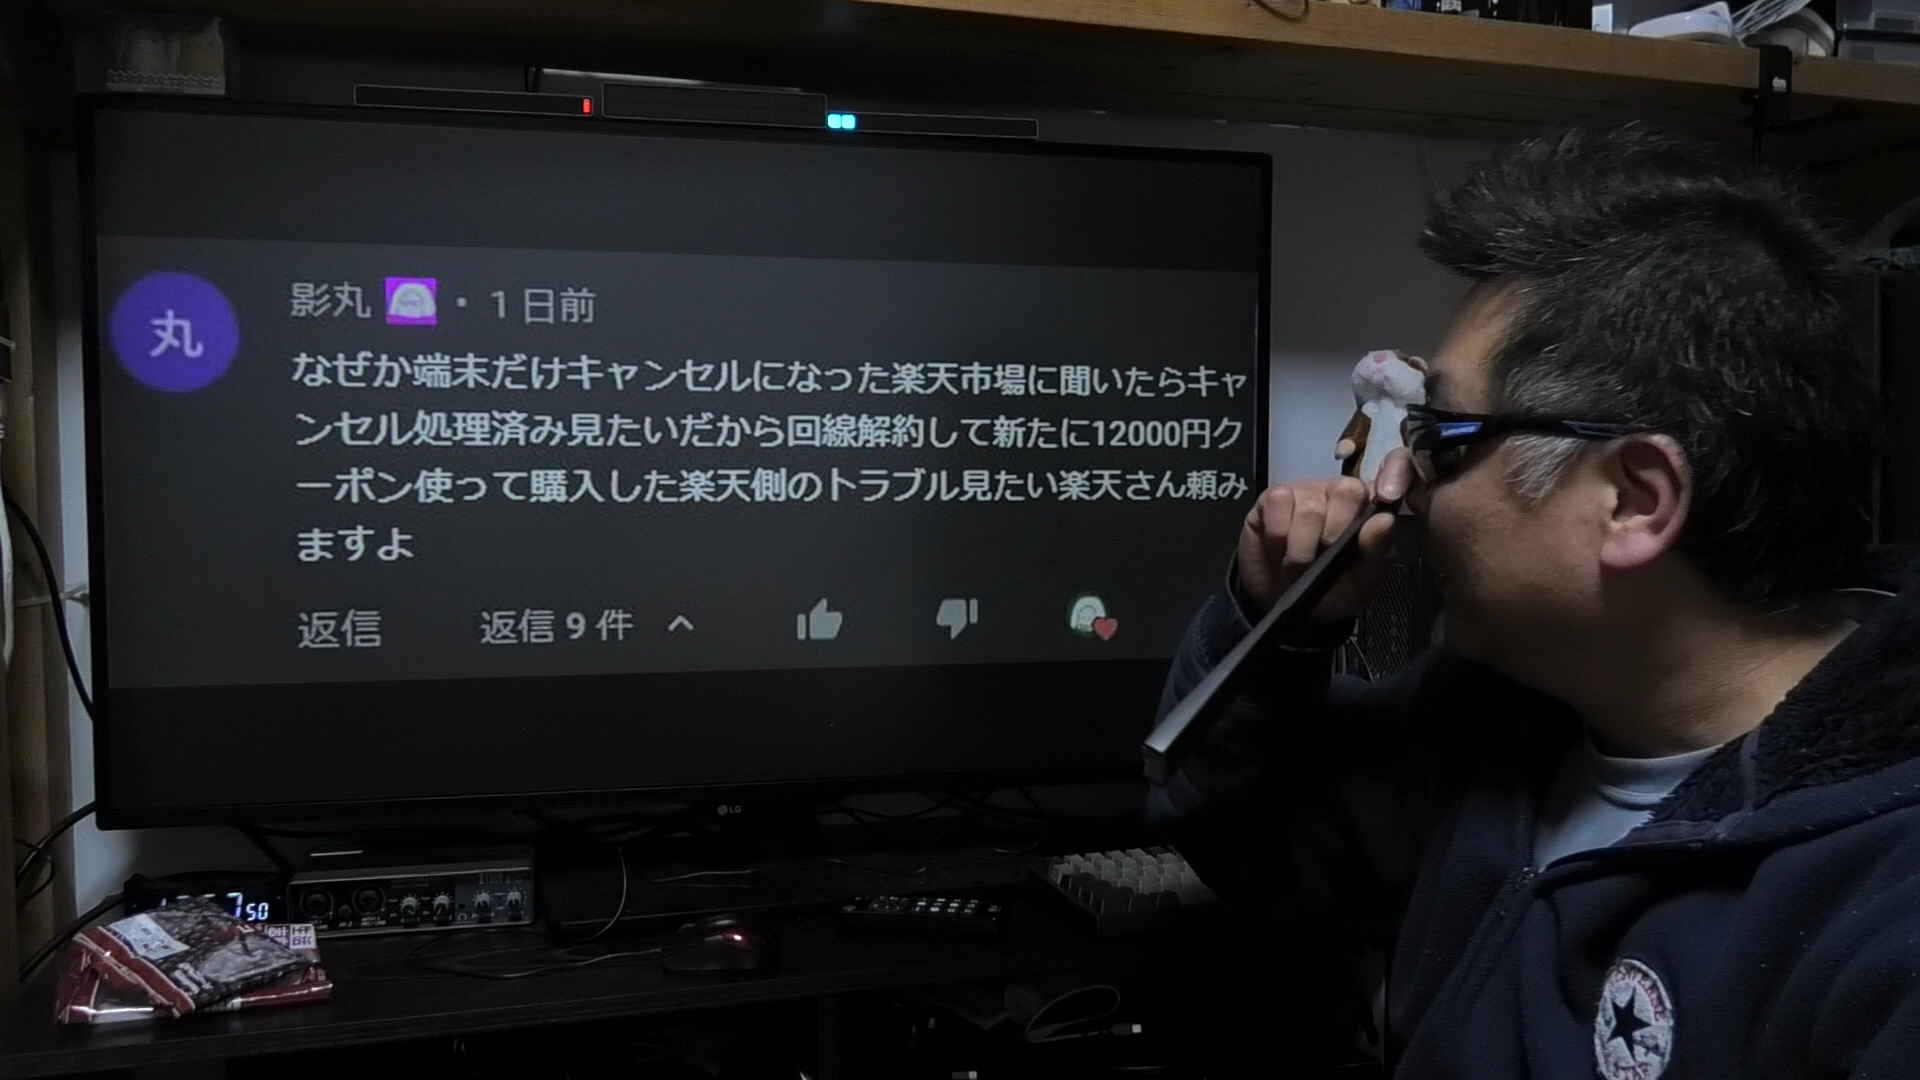 丸
影丸 ・ 1日前
なぜか端末だけキャンセルになった楽天市場に聞いたらキャ
ンセル処理済み見たいだから回線解約して新たに12000円ク
ーポン使って購入した楽天側のトラブル見たい楽天さん頼み
ますよ
返信 返信 9 件
LG
50